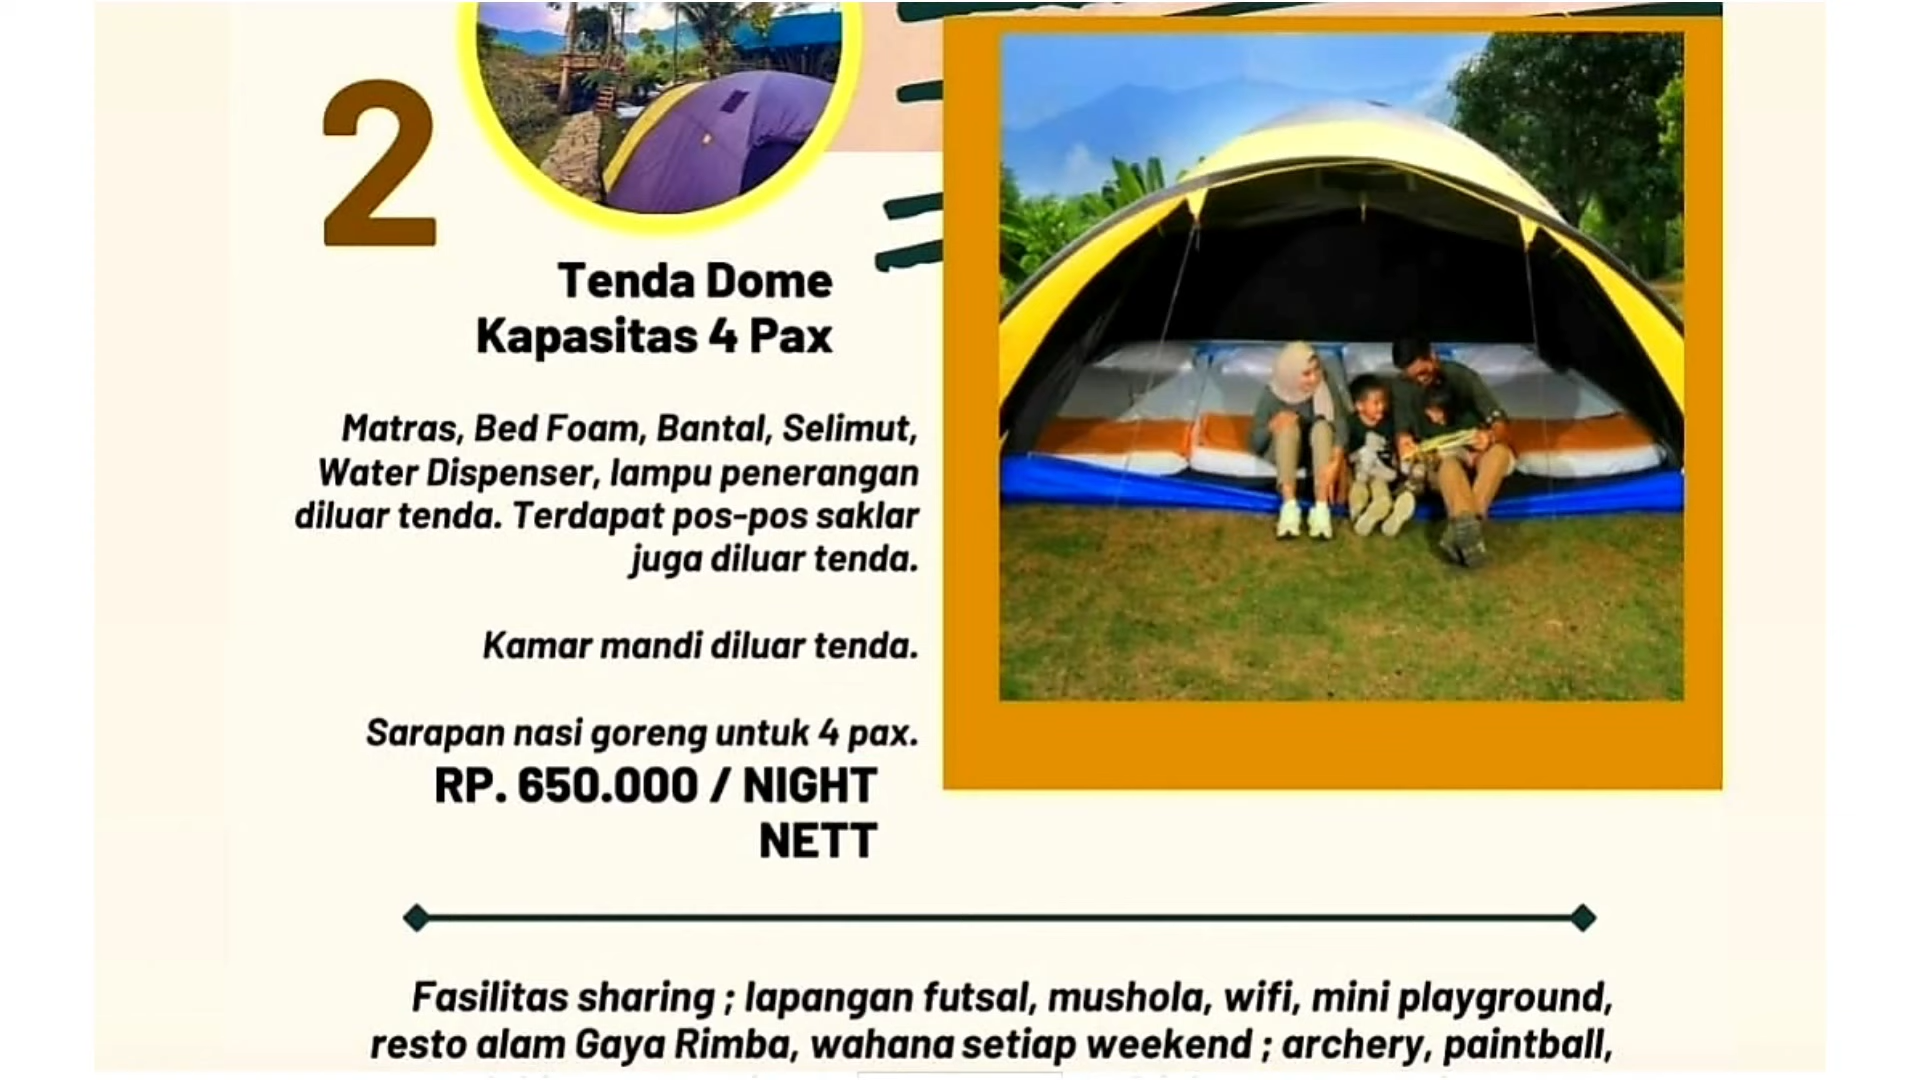 2
Tenda Dome
Kapasitas 4 Pax
Matras, Bed Foam, Bantal, Selimut,
Water Dispenser, lampu penerangan
diluar tenda. Terdapat pos-pos saklar
juga diluar tenda.
Kamar mandi diluar tenda.
Sarapan nasi goreng untuk 4 pax.
RP. 650.000 / NIGHT
NETT
Fasilitas sharing ; lapangan futsal, mushola, wifi, mini playground,
resto alam Gaya Rimba, wahana setiap weekend ; archery, paintball,